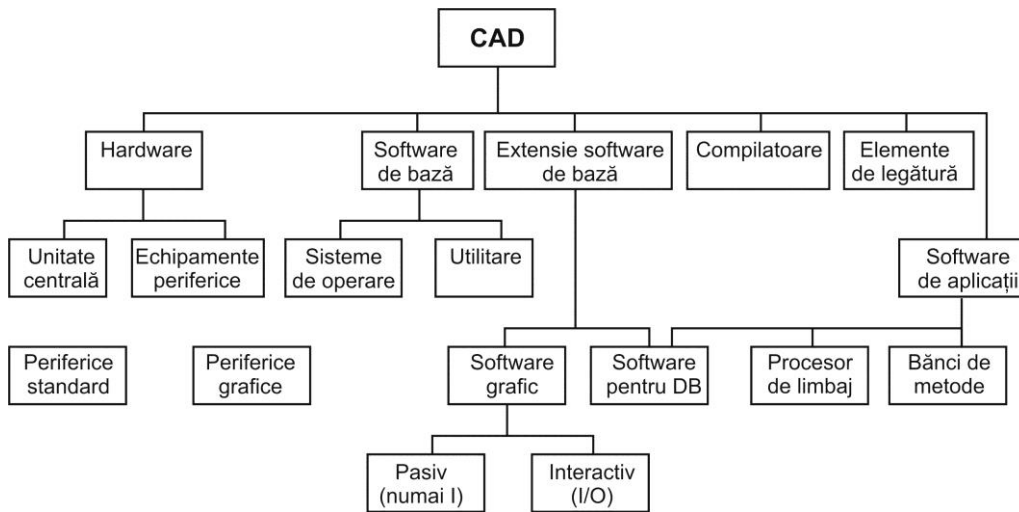 CAD
Hardware
Software
de bază
Extensie software
de bază
Compilatoare
Elemente
de legătură
Unitate
centrală
Echipamente
periferice
Sisteme
de operare
Utilitare
Software
de aplicații
Periferice
standard
Periferice
grafice
Software
grafic
Software
pentru DB
Procesor
de limbaj
Bănci de
metode
Pasiv
(numai I)
Interactiv
(I/O)